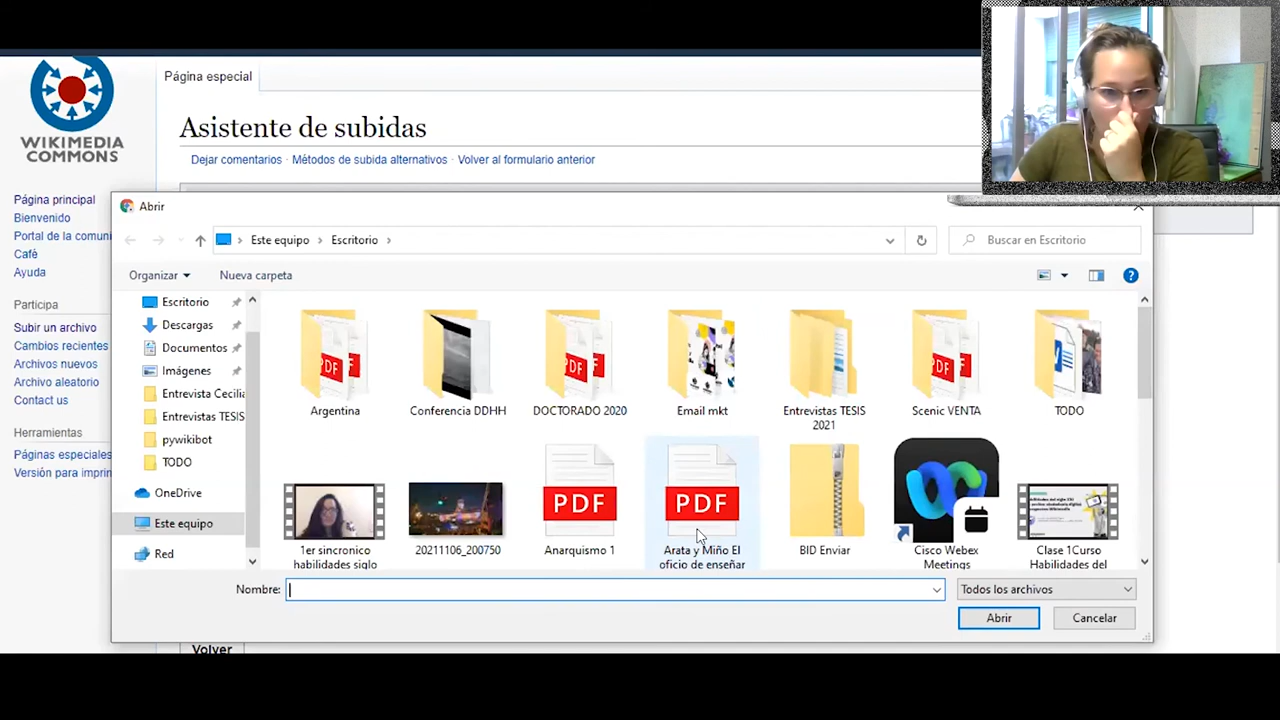 Página especial
WIKIMEDIA
COMMONS
Asistente de subidas
Dejar comentarios · Métodos de subida alternativos · Volver al formulario anterior
Página principal
Bienvenido
Portal de la comuni
Café
Ayuda
Participa
Subir un archivo
Cambios recientes
Archivos nuevos
Archivo aleatorio
Contact us
Herramientas
Páginas especiales
Versión para imprin
Abrir
Este equipo > Escritorio >
Buscar en Escritorio
Organizar
Nueva carpeta
Escritorio
Descargas
Documentos
Imágenes
Entrevista Cecilia
Entrevistas TESIS
pywikibot
TODO
OneDrive
Este equipo
Red
Argentina
Conferencia DDHH
DOCTORADO 2020
Email mkt
Entrevistas TESIS
2021
Scenic VENTA
TODO
PDF
PDF
1er sincronico
habilidades siglo
20211106_200750
Anarquismo 1
Arata y Miño El
oficio de enseñar
BID Enviar
Cisco Webex
Meetings
Clase 1Curso
Habilidades del
Nombre:
Todos los archivos
Abrir
Cancelar
Volver